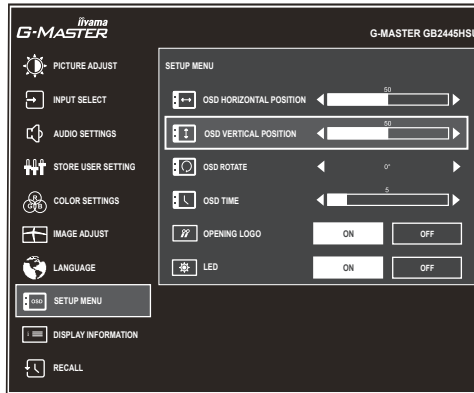 iiyama
G-MASTER
G-MASTER GB2445HSU
PICTURE ADJUST
INPUT SELECT
AUDIO SETTINGS
STORE USER SETTING
R
G B
COLOR SETTINGS
IMAGE ADJUST
LANGUAGE
OSD
SETUP MENU
i
DISPLAY INFORMATION
RECALL
SETUP MENU
50
OSD HORIZONTAL POSITION
50
OSD VERTICAL POSITION
OSD ROTATE 0°
5
OSD TIME
OPENING LOGO ON OFF
LED ON OFF